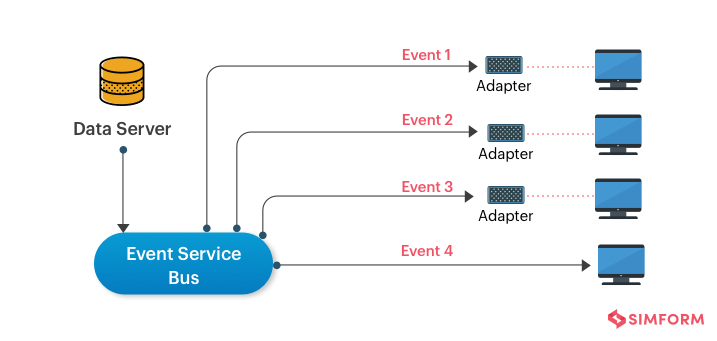 Event 1
Adapter
Data Server
Event 2
Adapter
Event 3
Adapter
Event Service
Bus
Event 4
SIMFORM